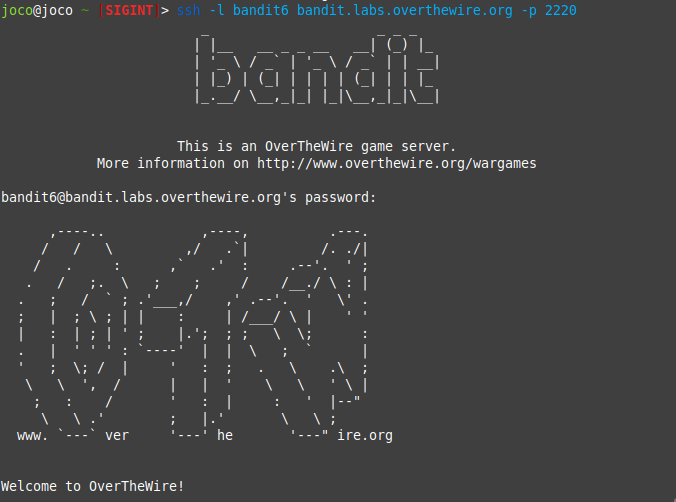 joco@joco ~ [SIGINT]> ssh -l bandit6 bandit.labs.overthewire.org -p 2220
bandit
This is an OverTheWire game server.
More information on http://www.overthewire.org/wargames
bandit6@bandit.labs.overthewire.org's password:
www. ver he ire.org
Welcome to OverTheWire!